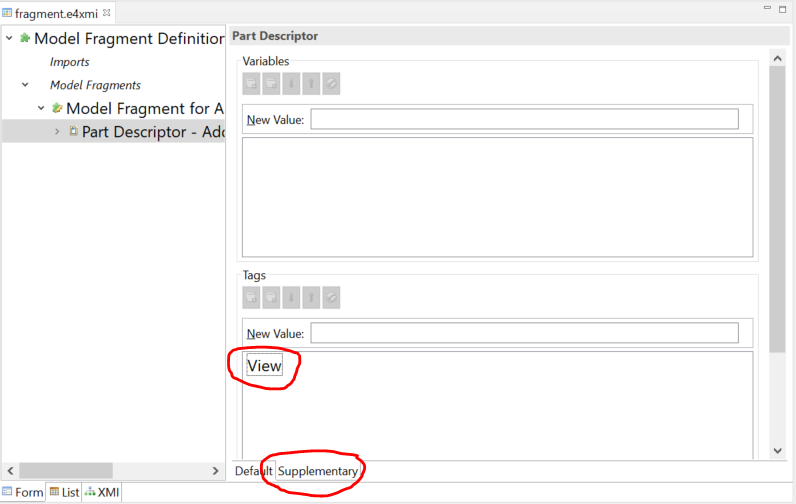 fragment.e4xmi
Model Fragment Definition
Imports
Model Fragments
Model Fragment for A
Part Descriptor - Add
Part Descriptor
Variables
New Value:
Tags
New Value:
View
Default Supplementary
Form List XMI